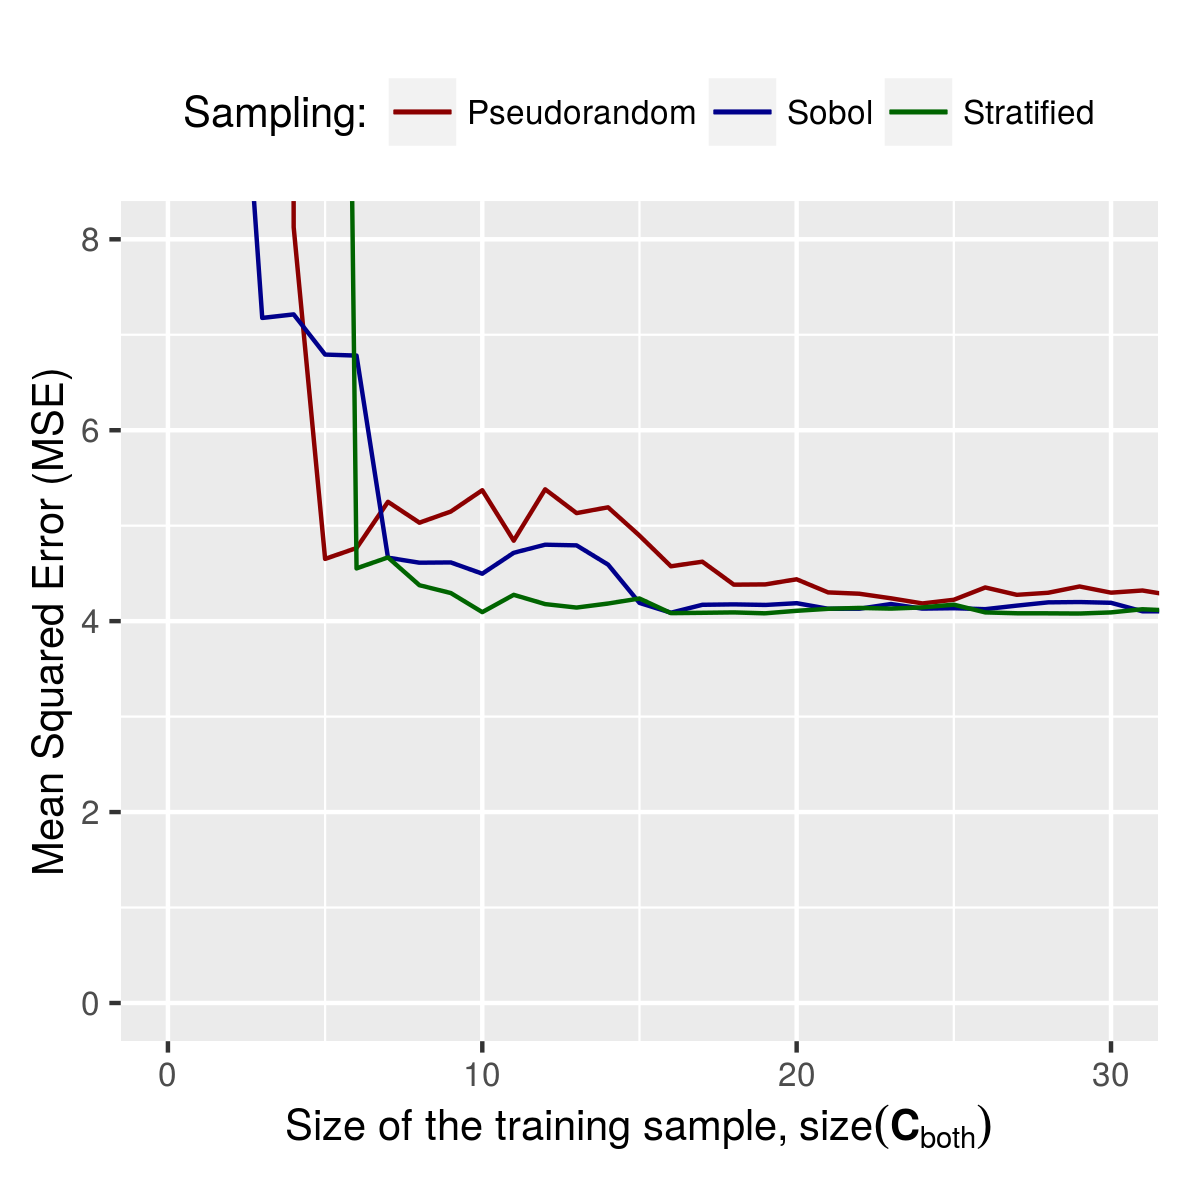 Sampling: Pseudorandom Sobol Stratified
Mean Squared Error (MSE)
8
6
4
2
0
0 10 20 30
Size of the training sample, size(C_both)